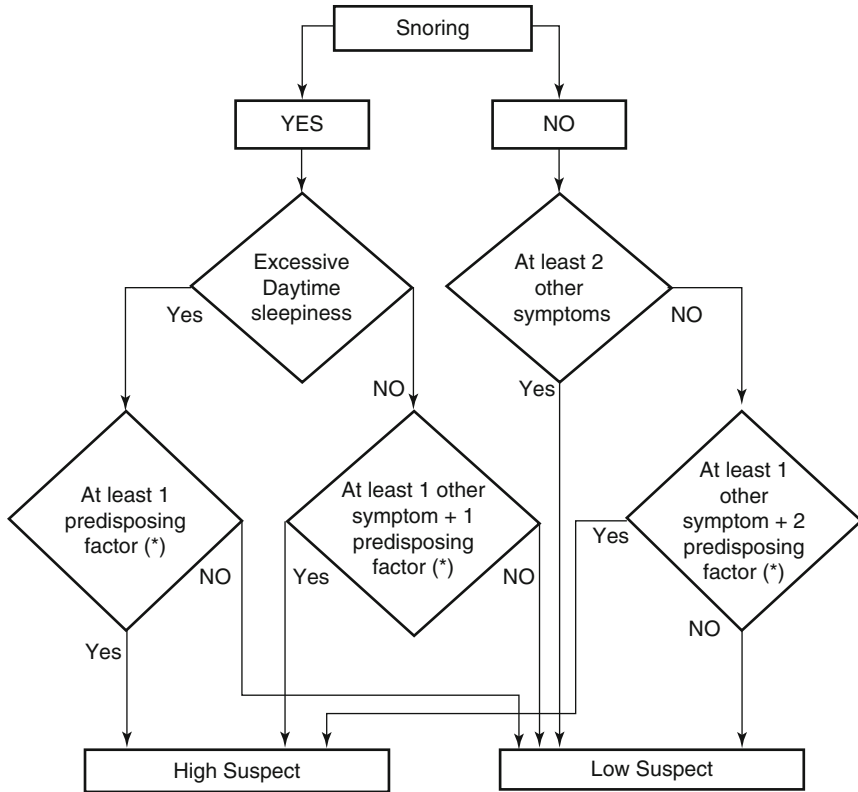 Snoring
YES
NO
Excessive
Daytime
sleepiness
At least 2
other
symptoms
Yes
NO
NO
Yes
At least 1
predisposing
factor (*)
At least 1 other
symptom + 1
predisposing
factor (*)
At least 1
other
symptom + 2
predisposing
factor (*)
NO
Yes
NO
Yes
Yes
NO
High Suspect
Low Suspect